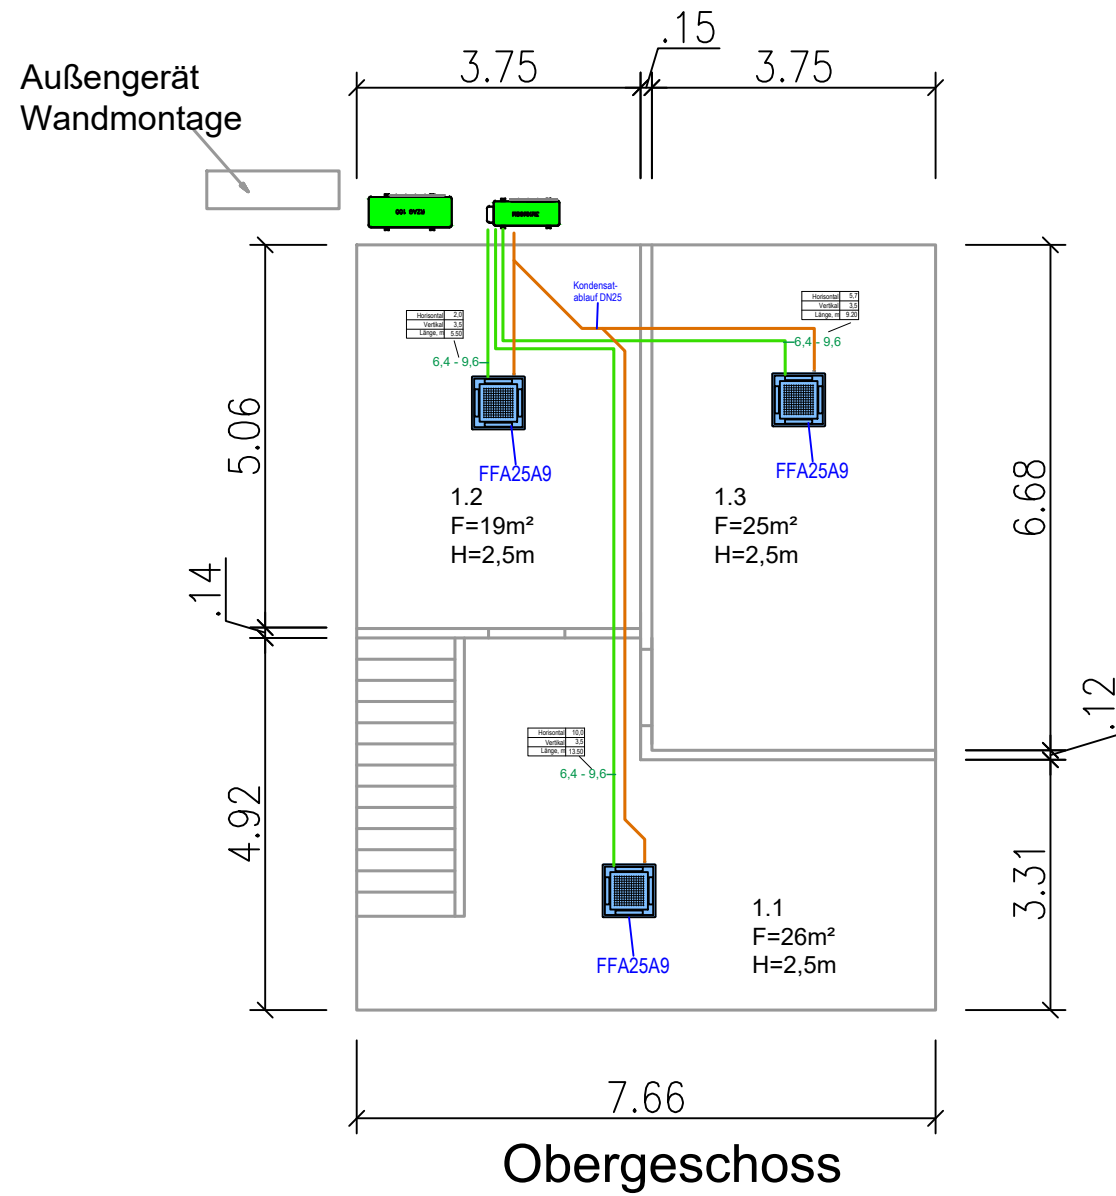 .15
3.75
3.75
Außengerät
Wandmontage
RZAG 100
Kondensat-
ablauf DN25
Horisontal 5,7
Vertikal 3,5
Länge, m 9.20
Horisontal 2,0
Vertikal 3,5
Länge, m 5.50
6,4 - 9,6
6,4 - 9,6
5.06
FFA25A9
FFA25A9
1.2
F=19m²
H=2,5m
1.3
F=25m²
H=2,5m
6.68
.14
.12
Horisontal 10,0
Vertikal 3,5
Länge, m 13.50
6,4 - 9,6
4.92
3.31
1.1
F=26m²
H=2,5m
FFA25A9
7.66
Obergeschoss